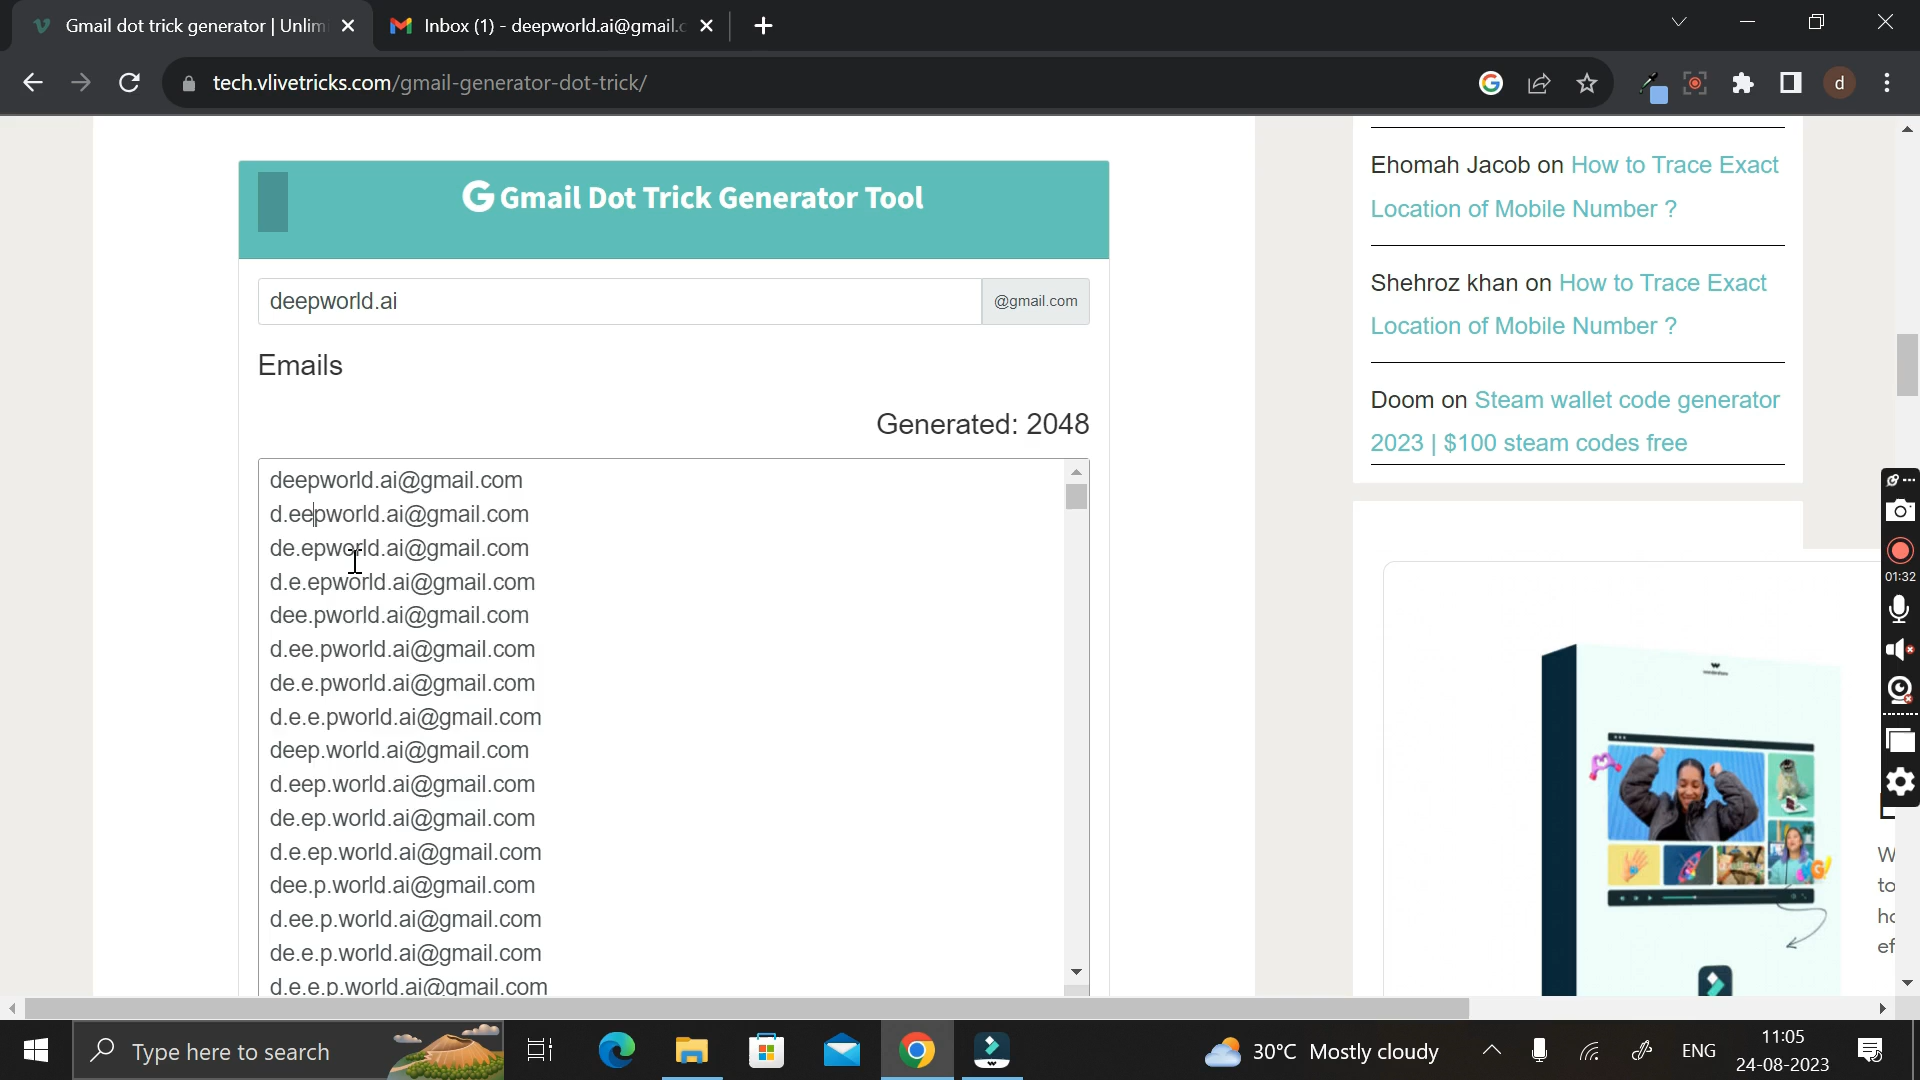 Gmail dot trick generator | Unlim
Inbox (1) - deepworld.ai@gmail.c
tech.vlivetricks.com/gmail-generator-dot-trick/
d
Gmail Dot Trick Generator Tool
deepworld.ai
@gmail.com
Emails
Generated: 2048
deepworld.ai@gmail.com
d.eepworld.ai@gmail.com
de.epworld.ai@gmail.com
d.e.epworld.ai@gmail.com
dee.pworld.ai@gmail.com
d.ee.pworld.ai@gmail.com
de.e.pworld.ai@gmail.com
d.e.e.pworld.ai@gmail.com
deep.world.ai@gmail.com
d.eep.world.ai@gmail.com
de.ep.world.ai@gmail.com
d.e.ep.world.ai@gmail.com
dee.p.world.ai@gmail.com
d.ee.p.world.ai@gmail.com
de.e.p.world.ai@gmail.com
d.e.e.p.world.ai@gmail.com
Ehomah Jacob on How to Trace Exact
Location of Mobile Number ?
Shehroz khan on How to Trace Exact
Location of Mobile Number ?
Doom on Steam wallet code generator
2023 | $100 steam codes free
01:32
W
to
ef
Type here to search
30°C Mostly cloudy
ENG
11:05
24-08-2023